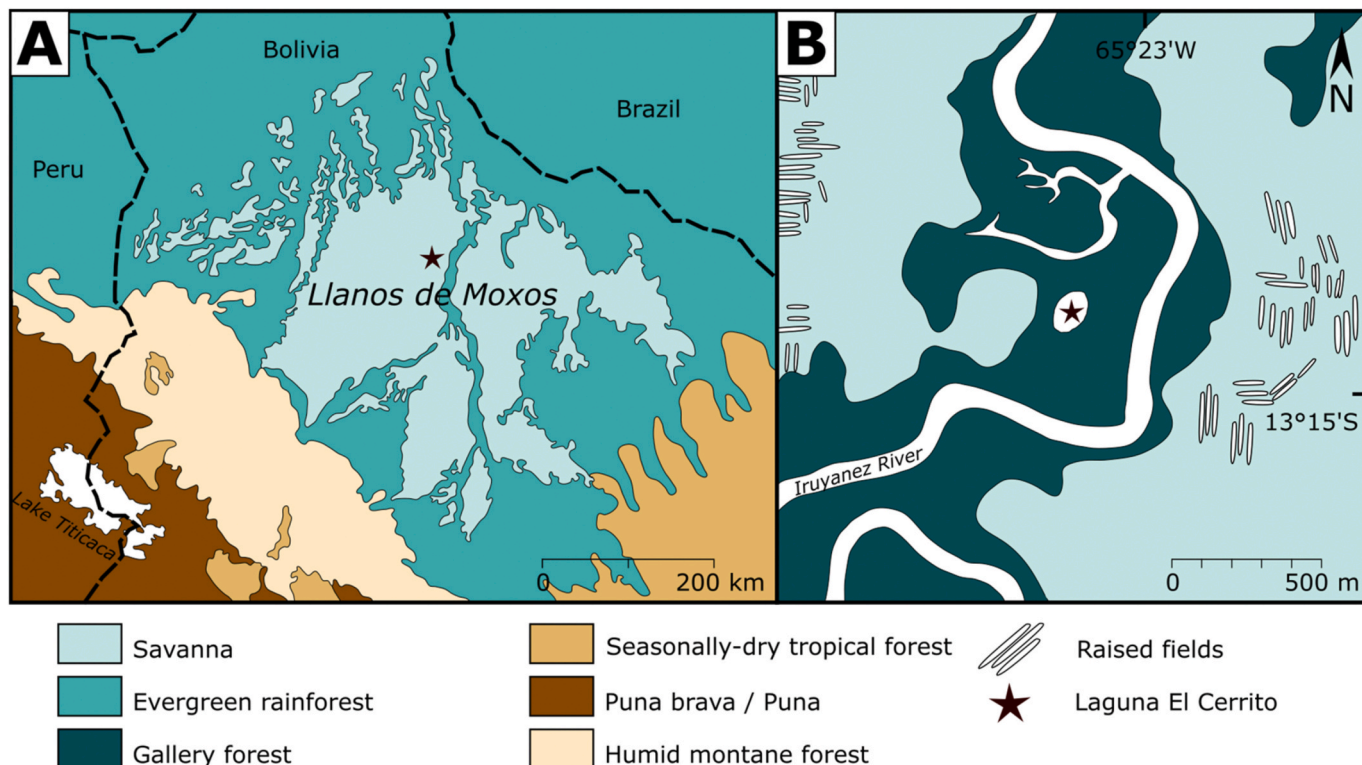 A
Bolivia
Brazil
Peru
Llanos de Moxos
Lake Titicaca
0 200 km
B
65°23'W
N
13°15'S
Iruyanez River
0 500 m
Savanna
Evergreen rainforest
Gallery forest
Seasonally-dry tropical forest
Puna brava / Puna
Humid montane forest
Raised fields
Laguna El Cerrito